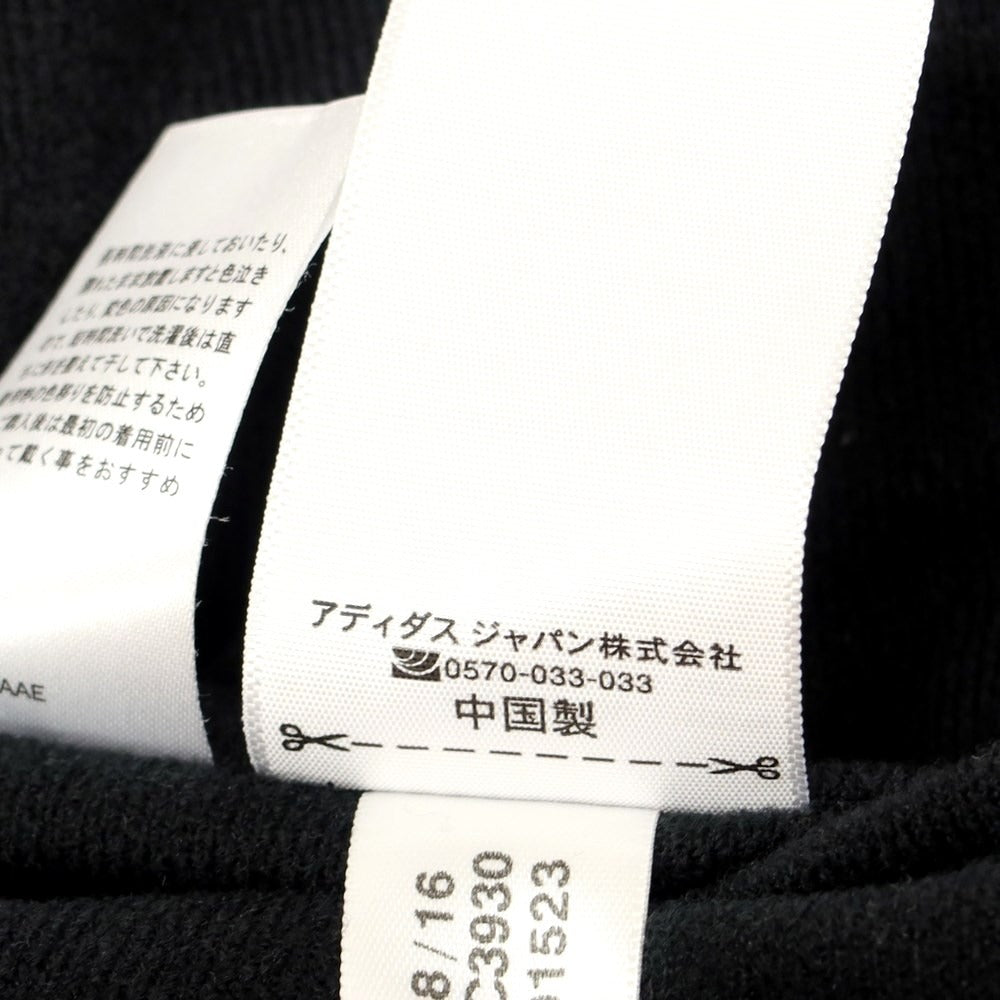 長時間水に浸しておいたり、
濡れたまま放置しますと色泣き
したり、変色の原因になります
ので、短時間洗いで洗濯後は直
ちに形を整えて干して下さい。
の色移りを防止するため
ご購入後は最初の着用前に
って戴く事をおすすめ
AAE
アディダス ジャパン株式会社
0570-033-033
中国製
8/16
C3930
01523